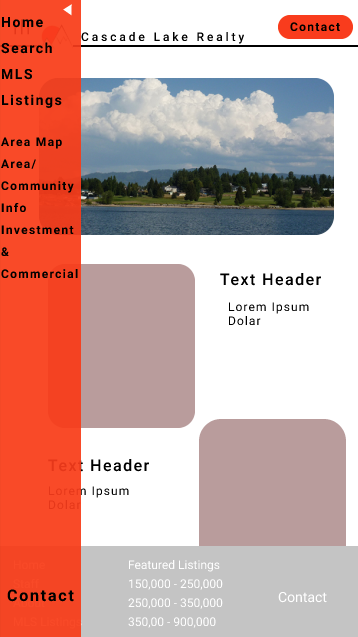 Home
Search
MLS
Listings
Area Map
Area/
Community
Info
Investment
&
Commercial
Contact
Cascade Lake Realty
Contact
Text Header
Lorem Ipsum
Dolar
Text Header
Lorem Ipsum
Dolar
Featured Listings
150,000 - 250,000
250,000 - 350,000
350,00 - 900,000
Contact